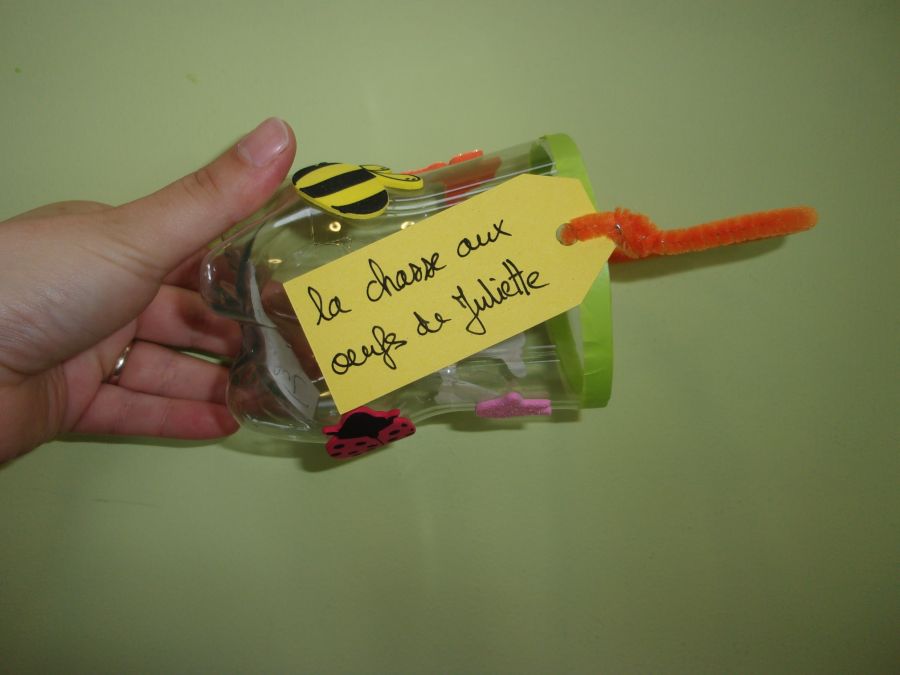 la chasse aux
oeufs de Juliette